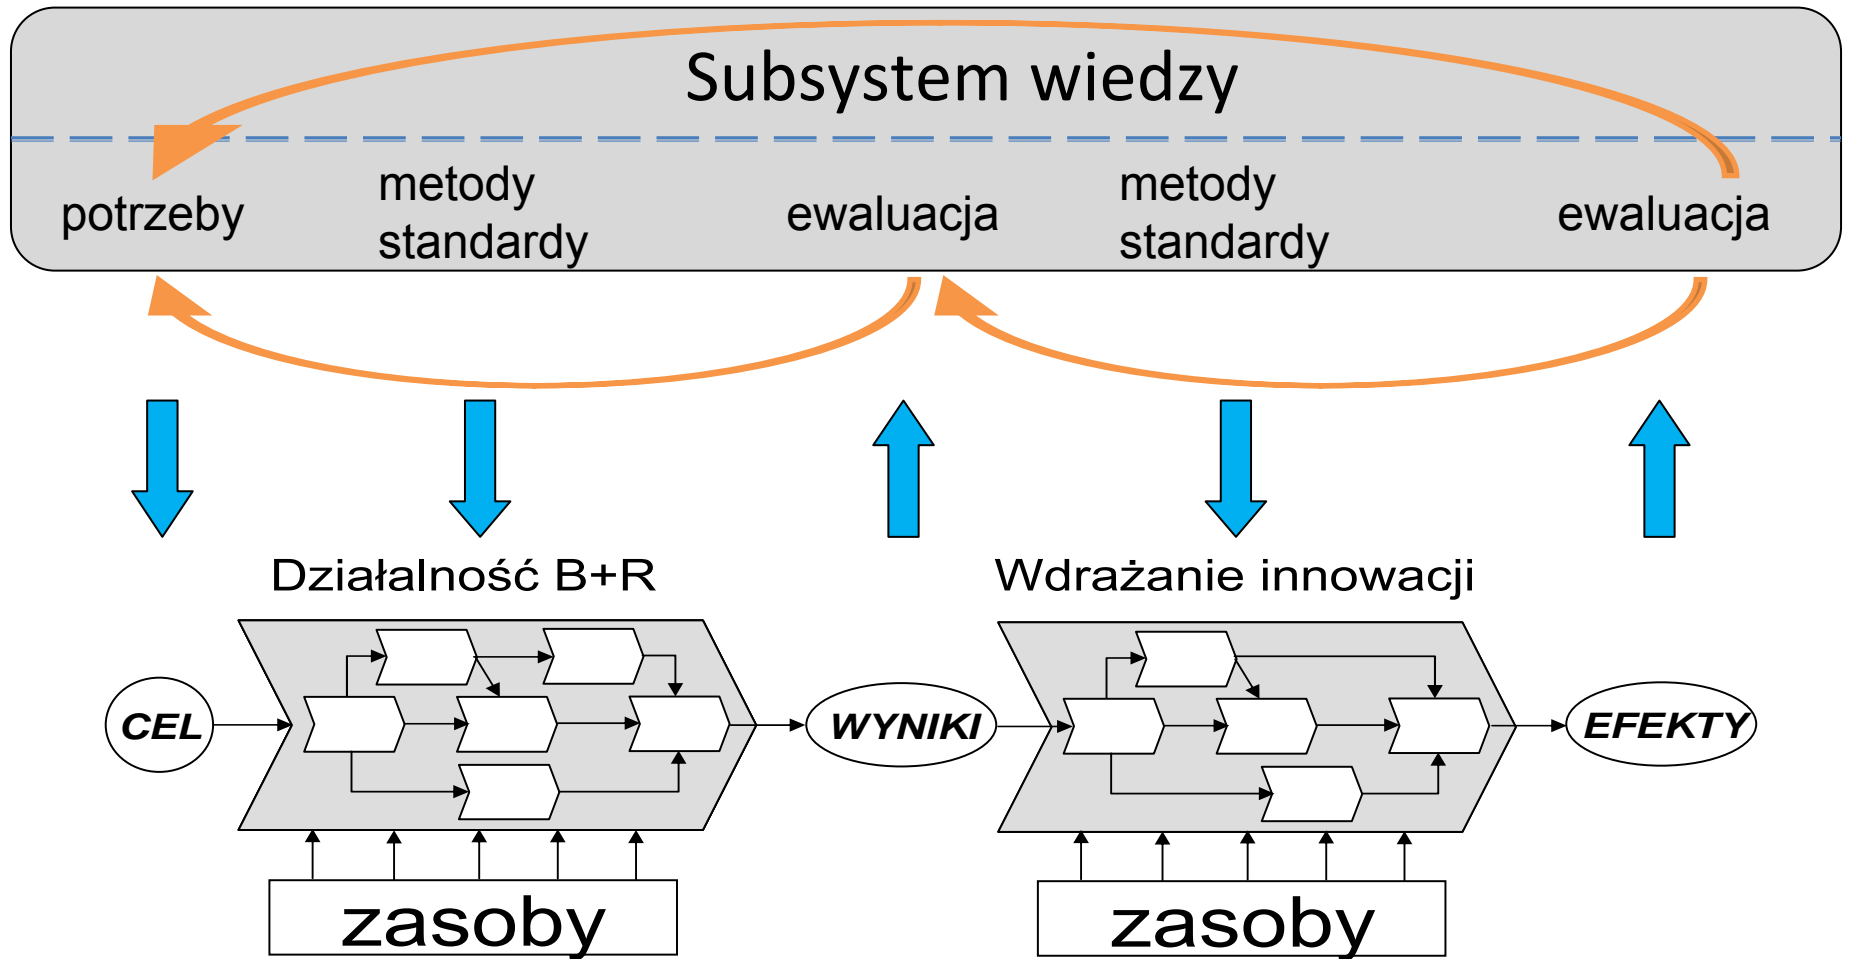 Subsystem wiedzy
potrzeby
metody
standardy
ewaluacja
metody
standardy
ewaluacja
Działalność B+R
Wdrażanie innowacji
CEL
WYNIKI
EFEKTY
zasoby
zasoby